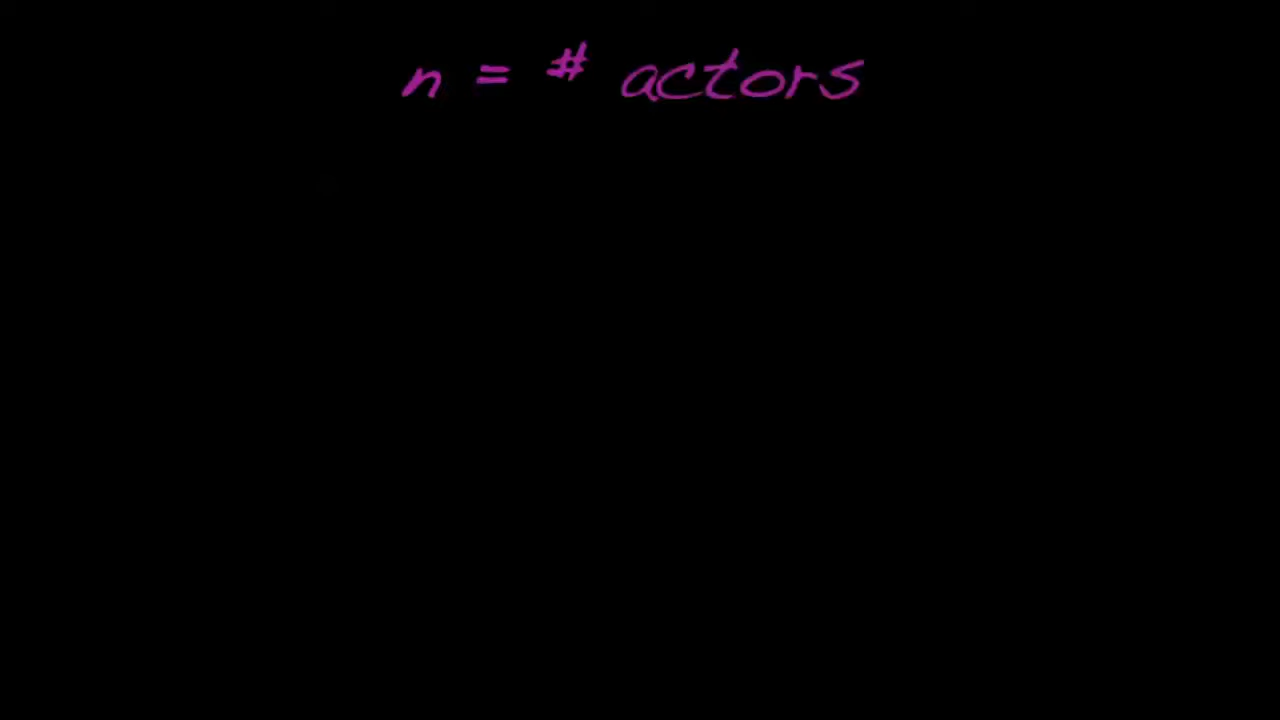 n = # actors